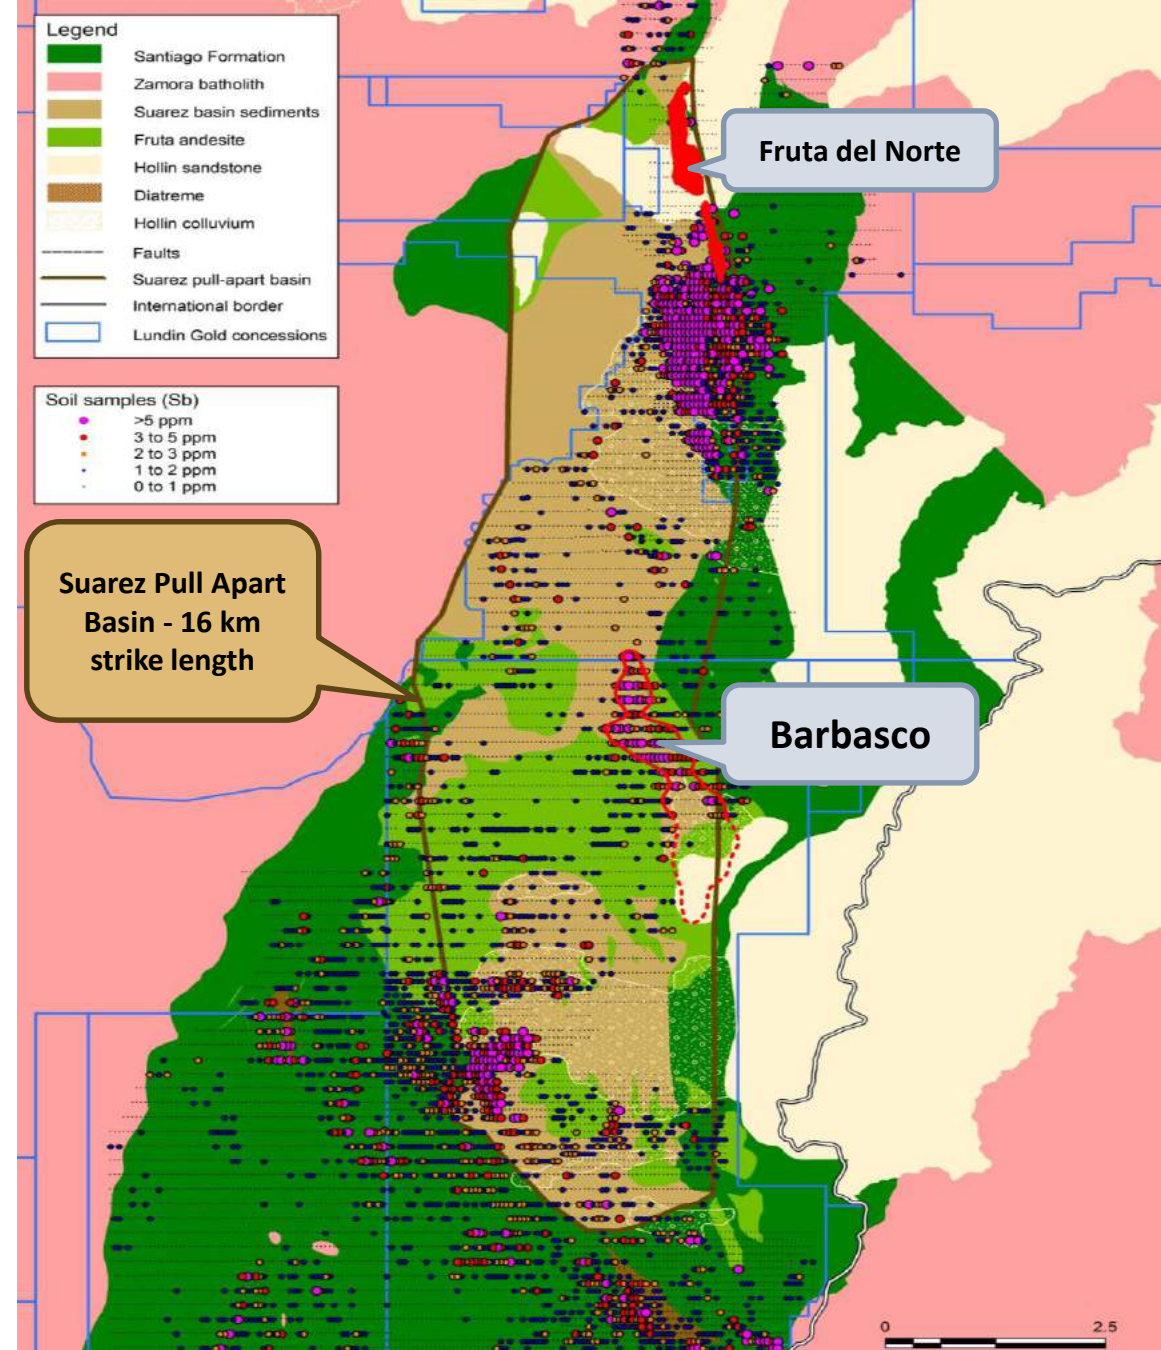 Legend
Santiago Formation
Zamora batholith
Suarez basin sediments
Fruta andesite
Hollin sandstone
Diatreme
Hollin colluvium
Faults
Suarez pull-apart basin
International border
Lundin Gold concessions
Soil samples (Sb)
>5 ppm
3 to 5 ppm
2 to 3 ppm
1 to 2 ppm
0 to 1 ppm
Fruta del Norte
Suarez Pull Apart
Basin - 16 km
strike length
Barbasco
0 2.5